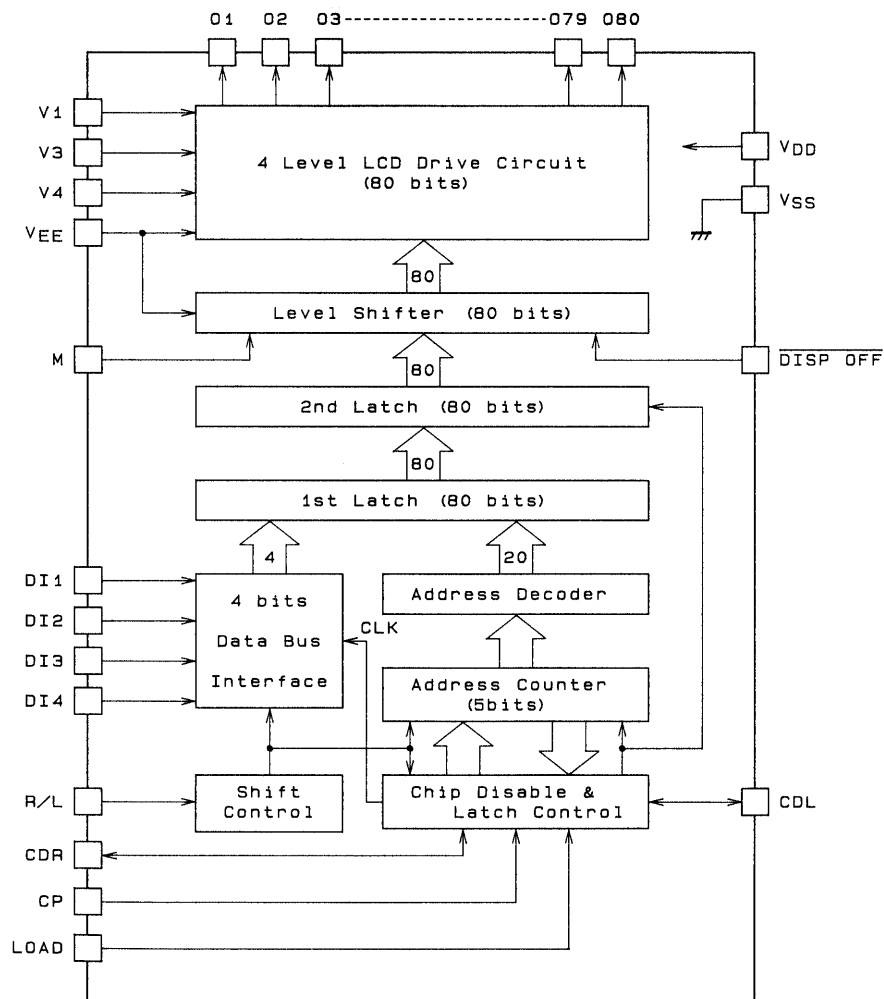 O1 O2 O3 O79 O80
V1
V3
V4
VEE
4 Level LCD Drive Circuit
(80 bits)
VDD
VSS
80
Level Shifter (80 bits)
M
DISP OFF
80
2nd Latch (80 bits)
80
1st Latch (80 bits)
4
20
DI1
DI2
DI3
DI4
4 bits
Data Bus
Interface
CLK
Address Decoder
Address Counter
(5bits)
R/L
Shift
Control
Chip Disable &
Latch Control
CDL
CDR
CP
LOAD